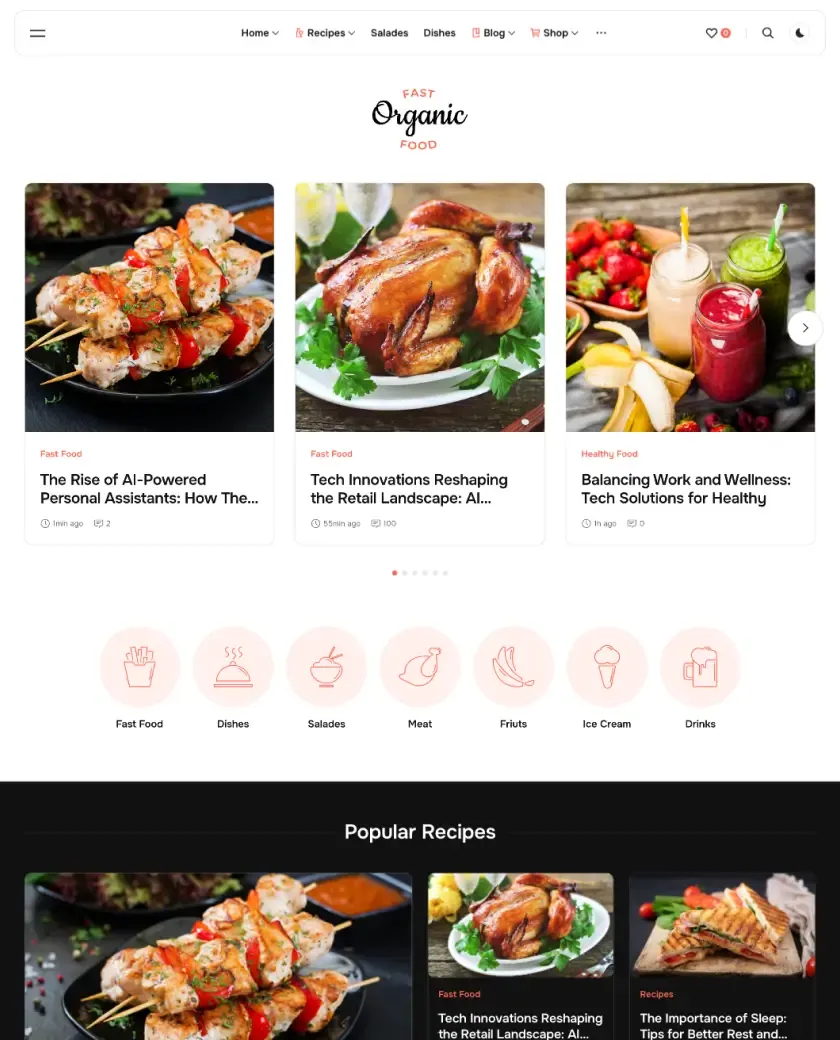 Home Recipes Salades Dishes Blog Shop ... 0
FAST
Organic
FOOD
Fast Food
The Rise of AI-Powered
Personal Assistants: How The...
1min ago 2
Fast Food
Tech Innovations Reshaping
the Retail Landscape: AI...
55min ago 100
Healthy Food
Balancing Work and Wellness:
Tech Solutions for Healthy
1h ago 0
Fast Food
Dishes
Salades
Meat
Friuts
Ice Cream
Drinks
Popular Recipes
Fast Food
Tech Innovations Reshaping
the Retail Landscape: AI...
Recipes
The Importance of Sleep:
Tips for Better Rest and...